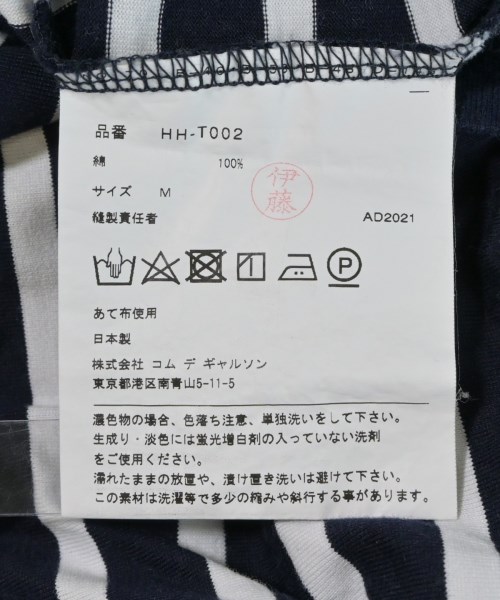 品番 HH-T002
綿 100%
サイズ M
伊藤
縫製責任者 AD2021
P
あて布使用
日本製
株式会社 コム デ ギャルソン
東京都港区南青山5-11-5
濃色物の場合、色落ち注意、単独洗いをして下さい。
生成り・淡色には蛍光増白剤の入っていない洗剤
をご使用ください。
濡れたままの放置や、漬け置き洗いは避けて下さい。
この素材は洗濯等で多少の縮みや斜行する事があります。